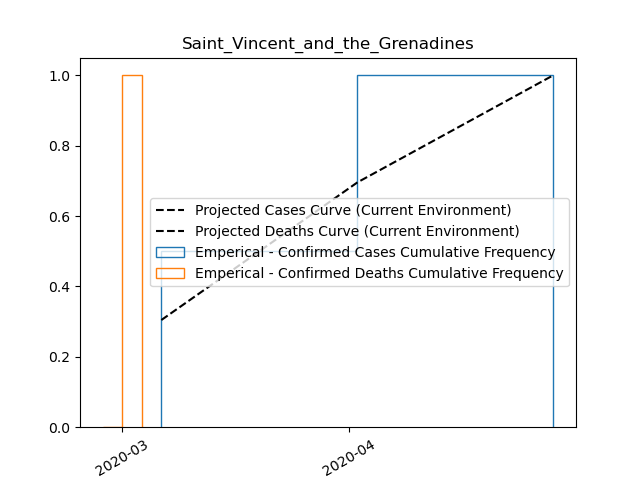 Saint_Vincent_and_the_Grenadines
1.0
0.8
0.6
0.4
0.2
0.0
Projected Cases Curve (Current Environment)
Projected Deaths Curve (Current Environment)
Emperical - Confirmed Cases Cumulative Frequency
Emperical - Confirmed Deaths Cumulative Frequency
2020-03
2020-04